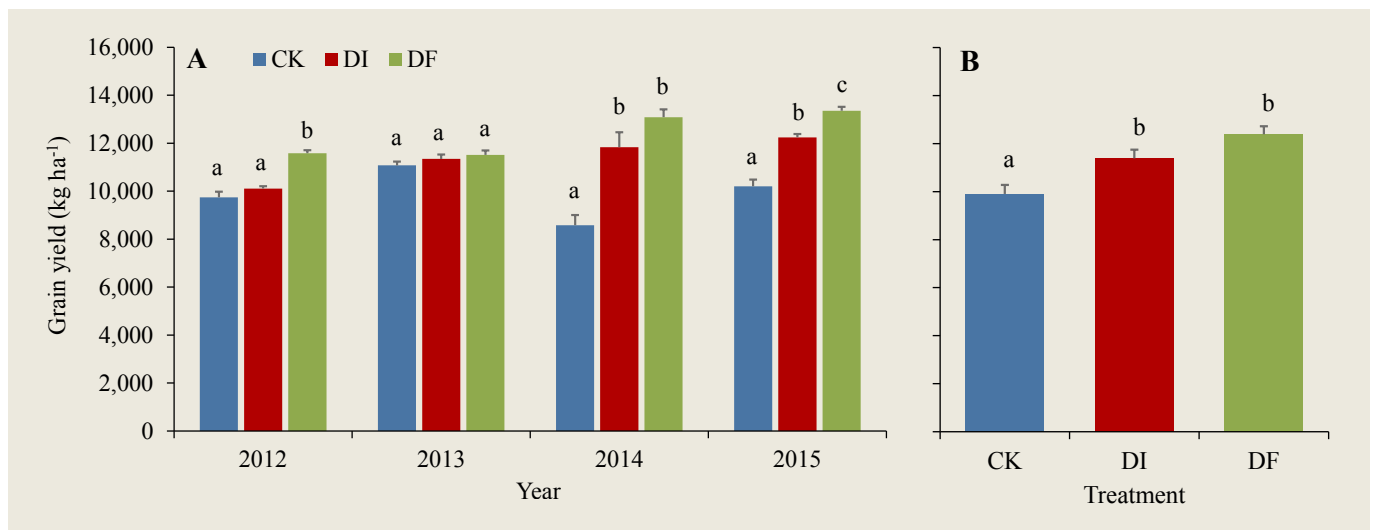 A
CK DI DF
B
Grain yield (kg ha-1)
16,000
14,000
12,000
10,000
8,000
6,000
4,000
2,000
0
a a b
a a a
a b b
a b c
a b b
2012 2013 2014 2015
Year
CK DI DF
Treatment